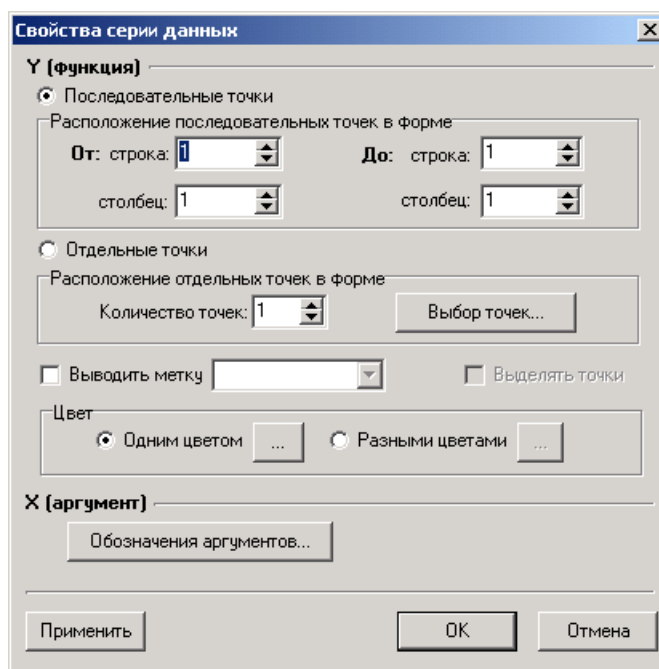 Свойства серии данных
Y (функция)
Последовательные точки
Расположение последовательных точек в форме
От: строка: 1 До: строка: 1
столбец: 1 столбец: 1
Отдельные точки
Расположение отдельных точек в форме
Количество точек: 1 Выбор точек...
Выводить метку Выделять точки
Цвет
Одним цветом ... Разными цветами ...
X (аргумент)
Обозначения аргументов...
Применить OK Отмена